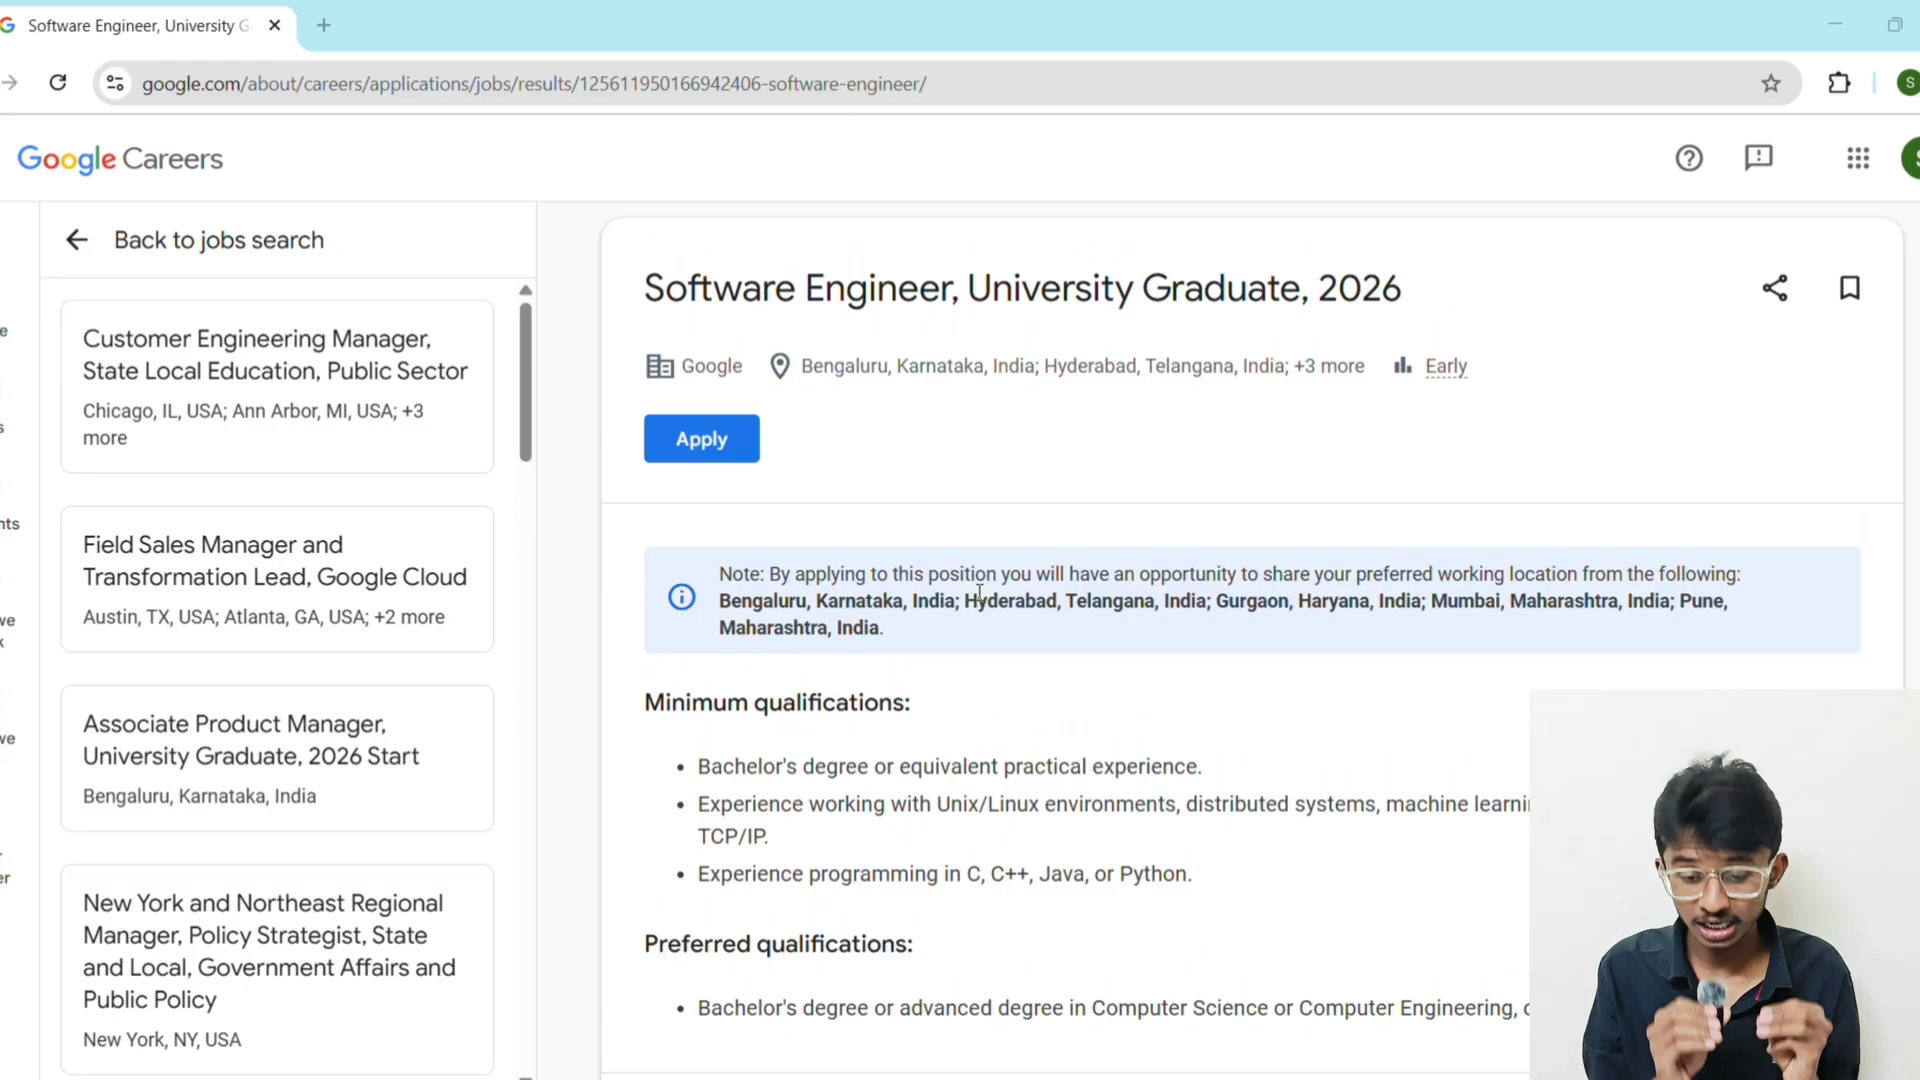 Software Engineer, University G
google.com/about/careers/applications/jobs/results/125611950166942406-software-engineer/
S
Google Careers
Back to jobs search
Customer Engineering Manager,
State Local Education, Public Sector
Chicago, IL, USA; Ann Arbor, MI, USA; +3
more
Field Sales Manager and
Transformation Lead, Google Cloud
Austin, TX, USA; Atlanta, GA, USA; +2 more
Associate Product Manager,
University Graduate, 2026 Start
Bengaluru, Karnataka, India
New York and Northeast Regional
Manager, Policy Strategist, State
and Local, Government Affairs and
Public Policy
New York, NY, USA
Software Engineer, University Graduate, 2026
Google Bengaluru, Karnataka, India; Hyderabad, Telangana, India; +3 more Early
Apply
Note: By applying to this position you will have an opportunity to share your preferred working location from the following:
Bengaluru, Karnataka, India; Hyderabad, Telangana, India; Gurgaon, Haryana, India; Mumbai, Maharashtra, India; Pune,
Maharashtra, India.
Minimum qualifications:
• Bachelor's degree or equivalent practical experience.
• Experience working with Unix/Linux environments, distributed systems, machine learni
TCP/IP.
• Experience programming in C, C++, Java, or Python.
Preferred qualifications:
• Bachelor's degree or advanced degree in Computer Science or Computer Engineering,